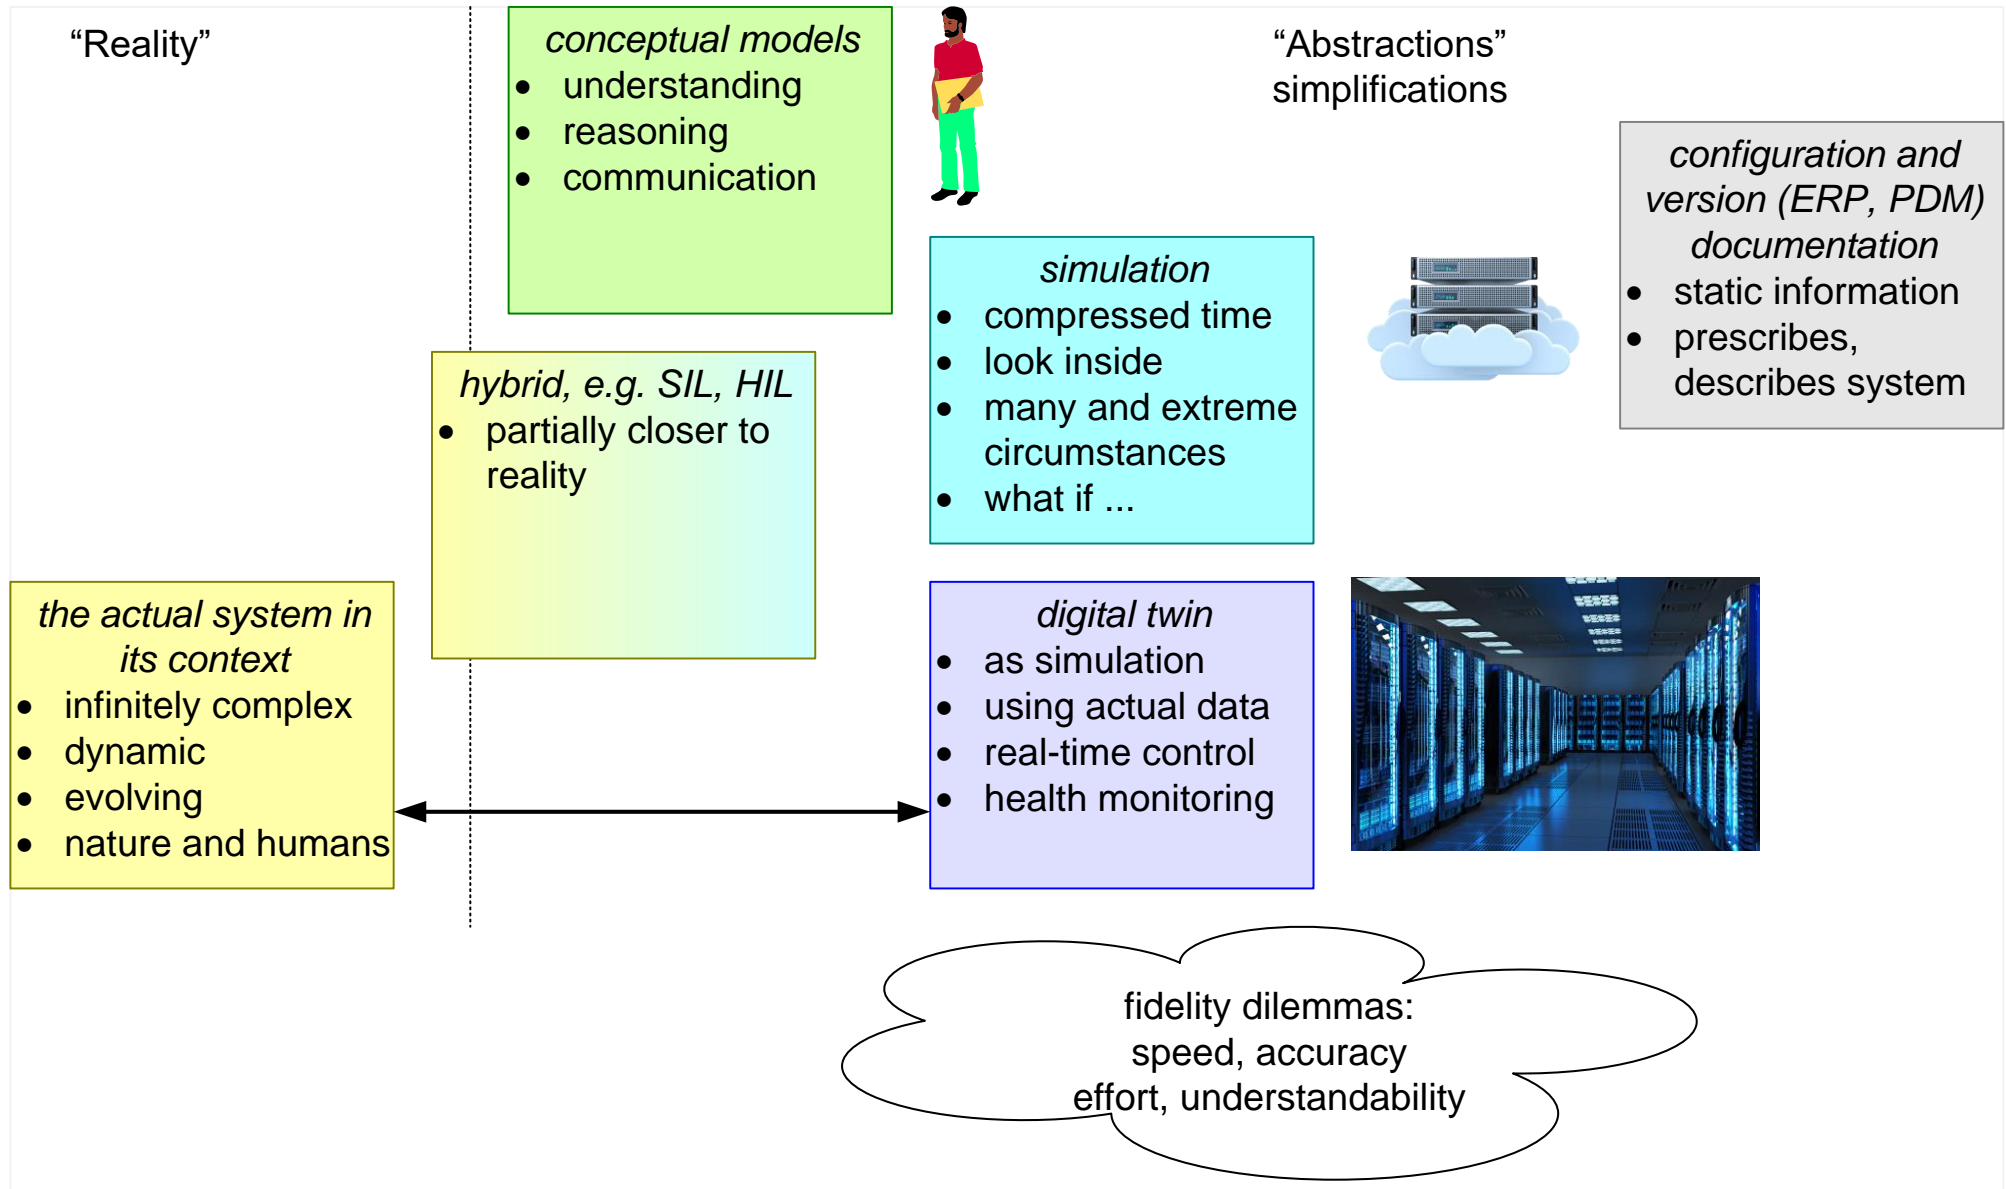 “Reality”
conceptual models
• understanding
• reasoning
• communication
“Abstractions”
simplifications
configuration and
version (ERP, PDM)
documentation
• static information
• prescribes,
describes system
simulation
• compressed time
• look inside
• many and extreme
circumstances
• what if ...
hybrid, e.g. SIL, HIL
• partially closer to
reality
the actual system in
its context
• infinitely complex
• dynamic
• evolving
• nature and humans
digital twin
• as simulation
• using actual data
• real-time control
• health monitoring
fidelity dilemmas:
speed, accuracy
effort, understandability